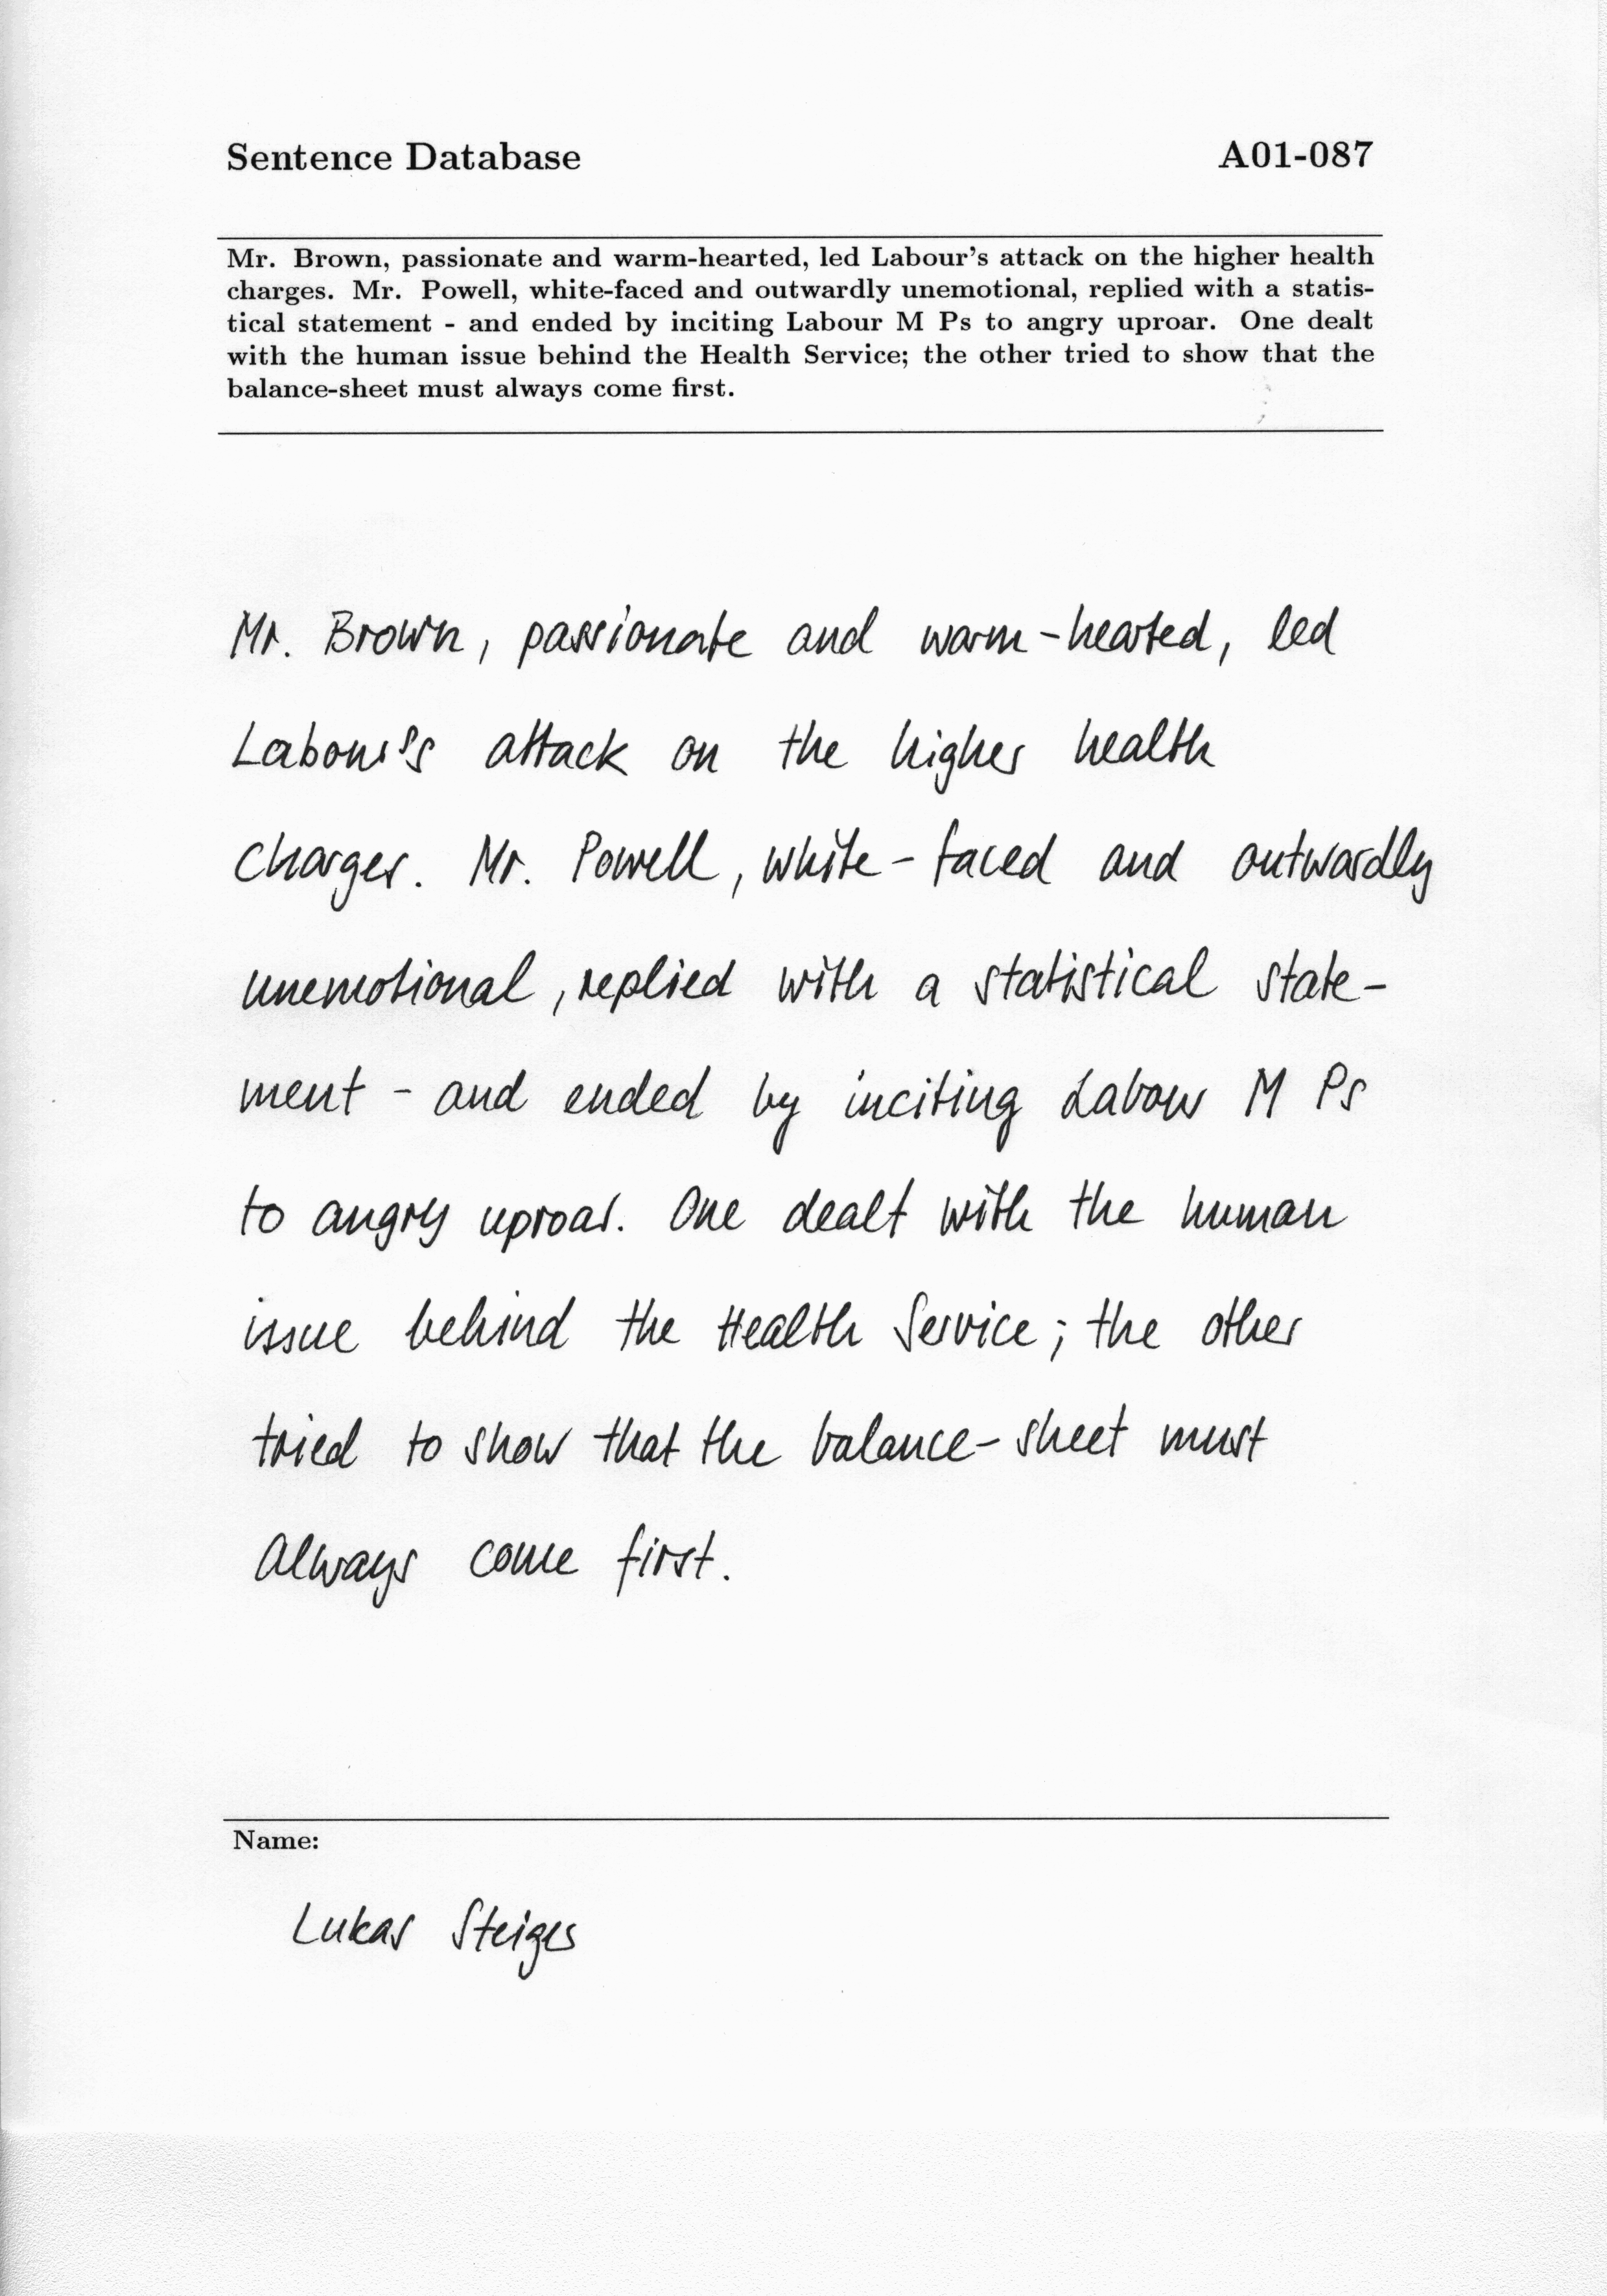 Sentence Database A01-087
Mr. Brown, passionate and warm-hearted, led Labour's attack on the higher health
charges. Mr. Powell, white-faced and outwardly unemotional, replied with a statis-
tical statement - and ended by inciting Labour M Ps to angry uproar. One dealt
with the human issue behind the Health Service; the other tried to show that the
balance-sheet must always come first.
Mr. Brown, passionate and warm-hearted, led
Labour's attack on the higher health
charges. Mr. Powell, white-faced and outwardly
unemotional, replied with a statistical state-
ment - and ended by inciting Labour M Ps
to angry uproar. One dealt with the human
issue behind the Health Service; the other
tried to show that the balance-sheet must
always come first.
Name:
Lukas Steiger